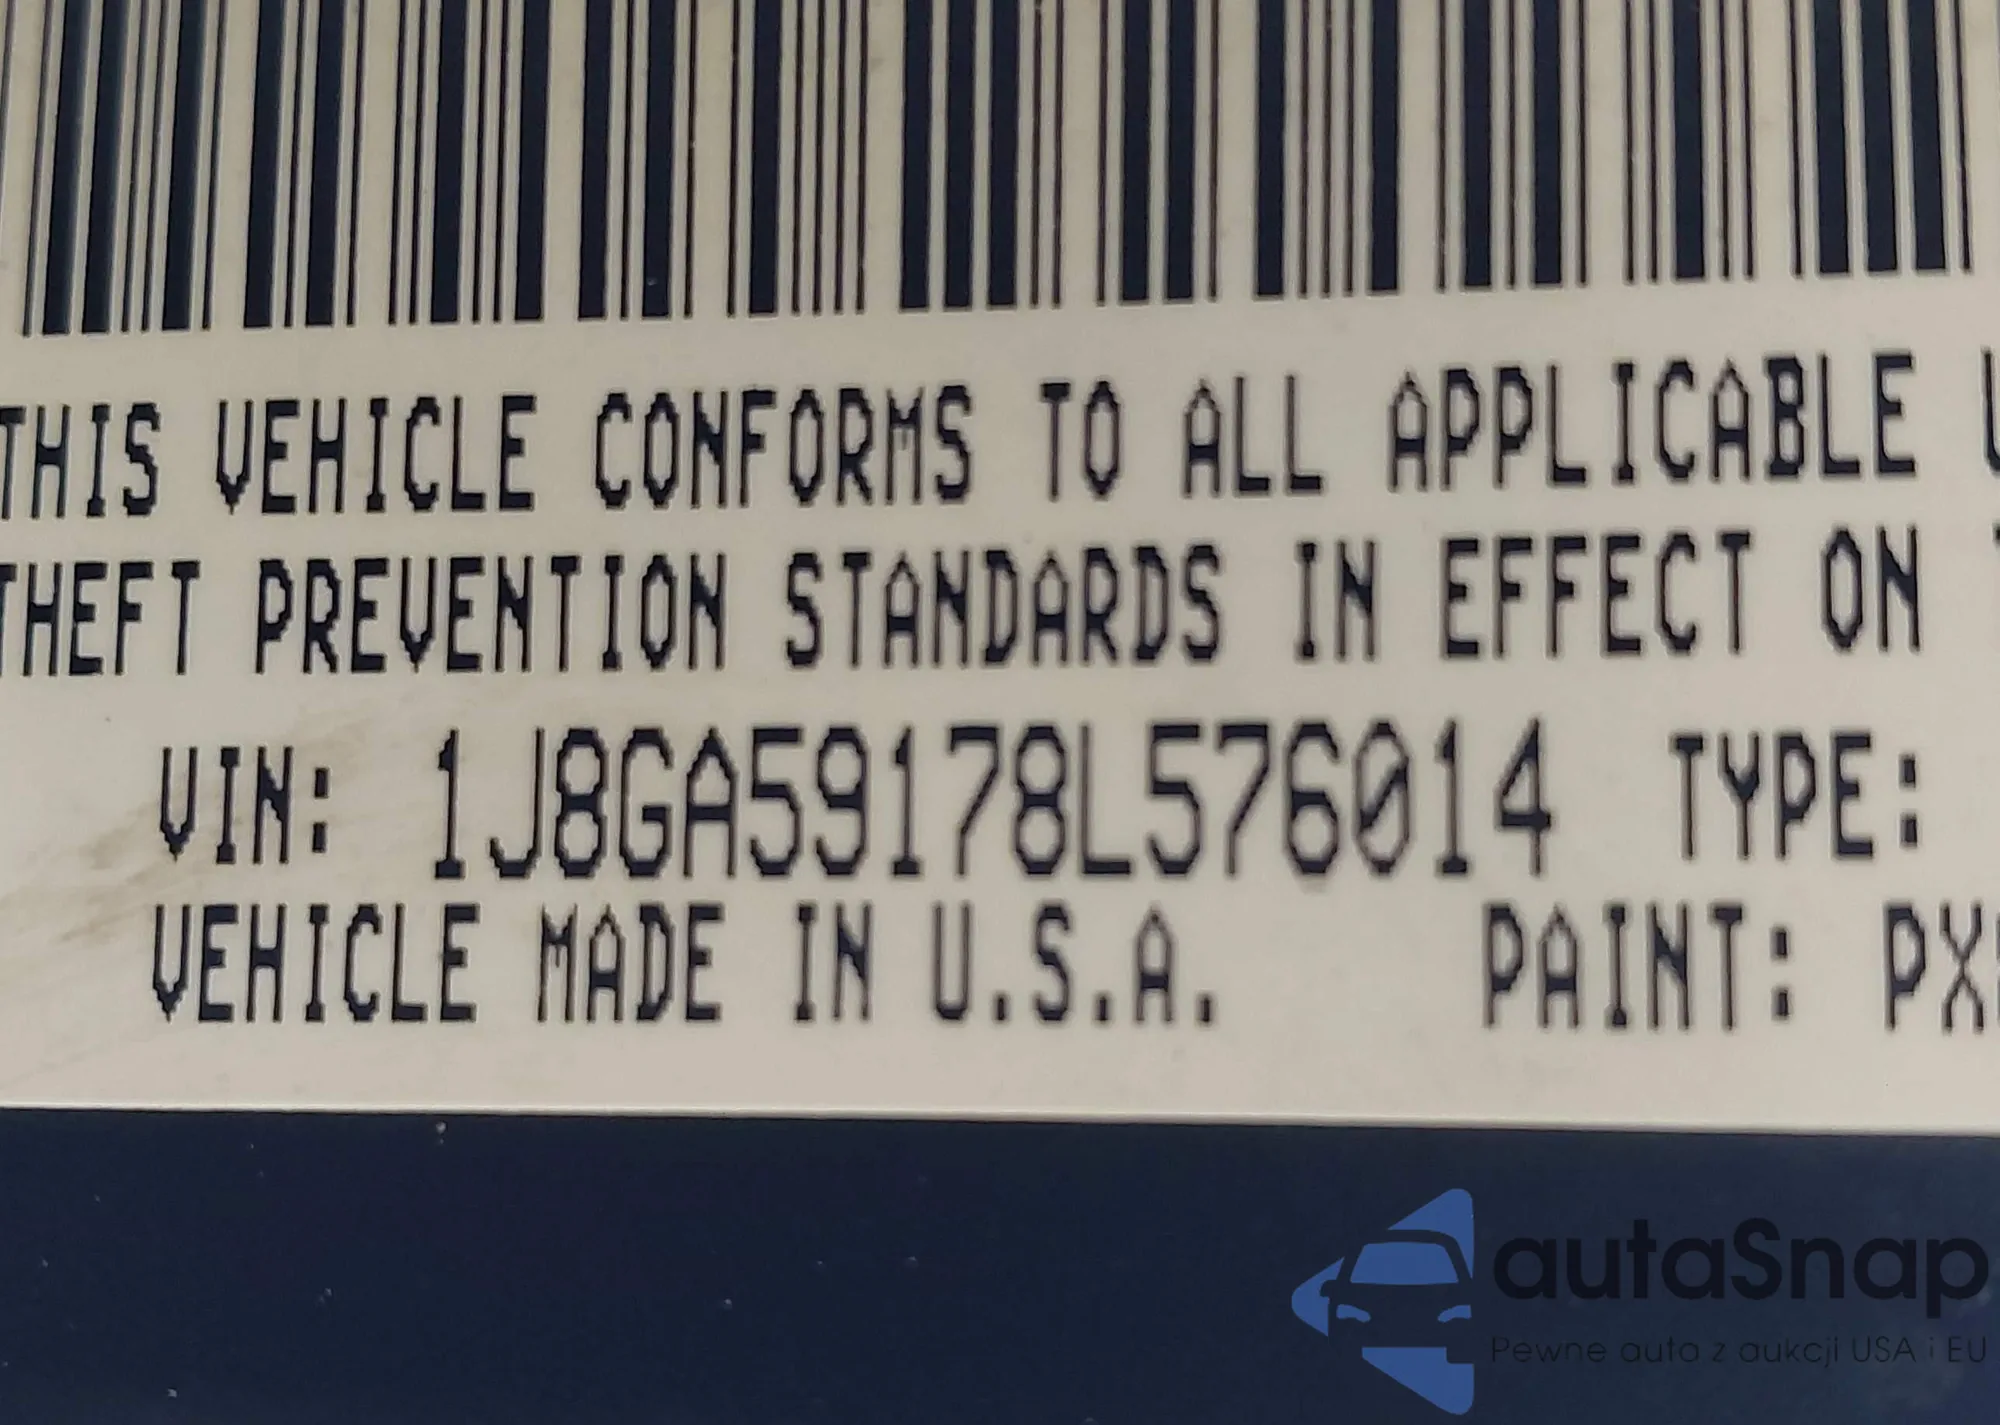 THIS VEHICLE CONFORMS TO ALL APPLICABLE
THEFT PREVENTION STANDARDS IN EFFECT ON
VIN: 1J8GA59178L576014 TYPE:
VEHICLE MADE IN U.S.A. PAINT: PX
autaSnap
Pewne auto z aukcji USA i EU